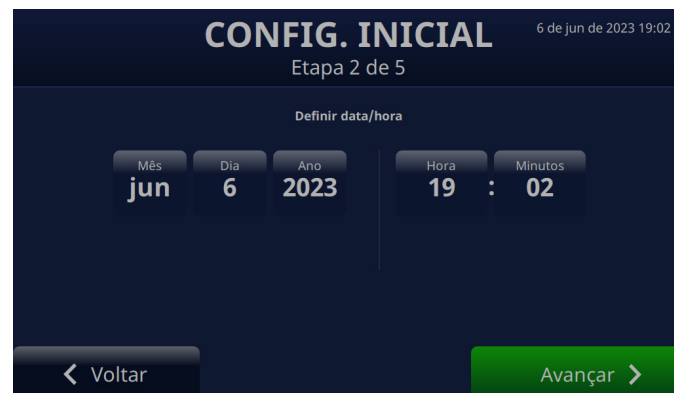 CONFIG. INICIAL
6 de jun de 2023 19:02
Etapa 2 de 5
Definir data/hora
Mês Dia Ano Hora Minutos
jun 6 2023 19 : 02
Voltar Avançar